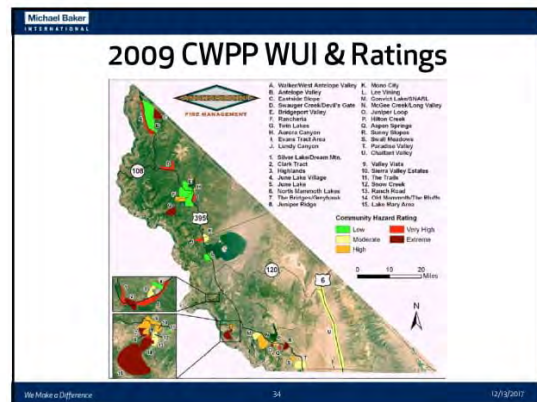 Michael Baker
INTERNATIONAL
2009 CWPP WUI & Ratings
FIRE MANAGEMENT
A. Walker/West Antelope Valley
B. Antelope Valley
C. Eastside Slope
D. Swauger Creek/Devil's Gate
E. Bridgeport Valley
F. Rancheria
G. Twin Lakes
H. Aurora Canyon
I. Evans Tract Area
J. Lundy Canyon
K. Mono City
L. Lee Vining
M. Convict Lake/SNARL
N. McGee Creek/Long Valley
O. Juniper Loop
P. Hilton Creek
Q. Aspen Springs
R. Sunny Slopes
S. Swall Meadows
T. Paradise Valley
U. Chalfant Valley
1. Silver Lake/Dream Mtn.
2. Clark Tract
3. Highlands
4. June Lake Village
5. June Lake
6. North Mammoth Lakes
7. The Bridges/Greyhawk
8. Juniper Ridge
9. Valley Vista
10. Sierra Valley Estates
11. The Trails
12. Snow Creek
13. Ranch Road
14. Old Mammoth/The Bluffs
15. Lake Mary Area
Community Hazard Rating
Low
Moderate
High
Very High
Extreme
0 10 20
Miles
N
108
395
120
6
We Make a Difference
34
12/13/2017